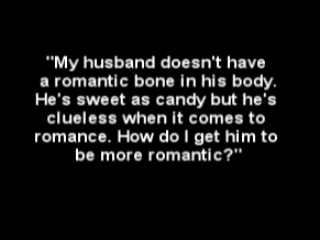 "My husband doesn't have
a romantic bone in his body.
He's sweet as candy but he's
clueless when it comes to
romance. How do I get him to
be more romantic?"